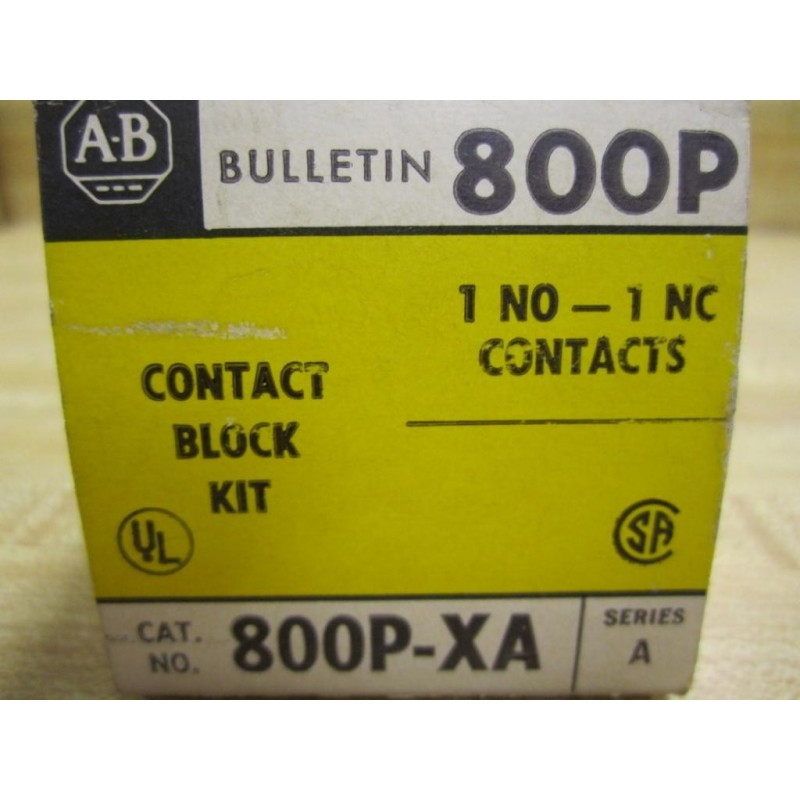 A-B
BULLETIN 800P
1 NO – 1 NC
CONTACTS
CONTACT
BLOCK
KIT
UL
SA
CAT.
NO.
800P-XA
SERIES
A